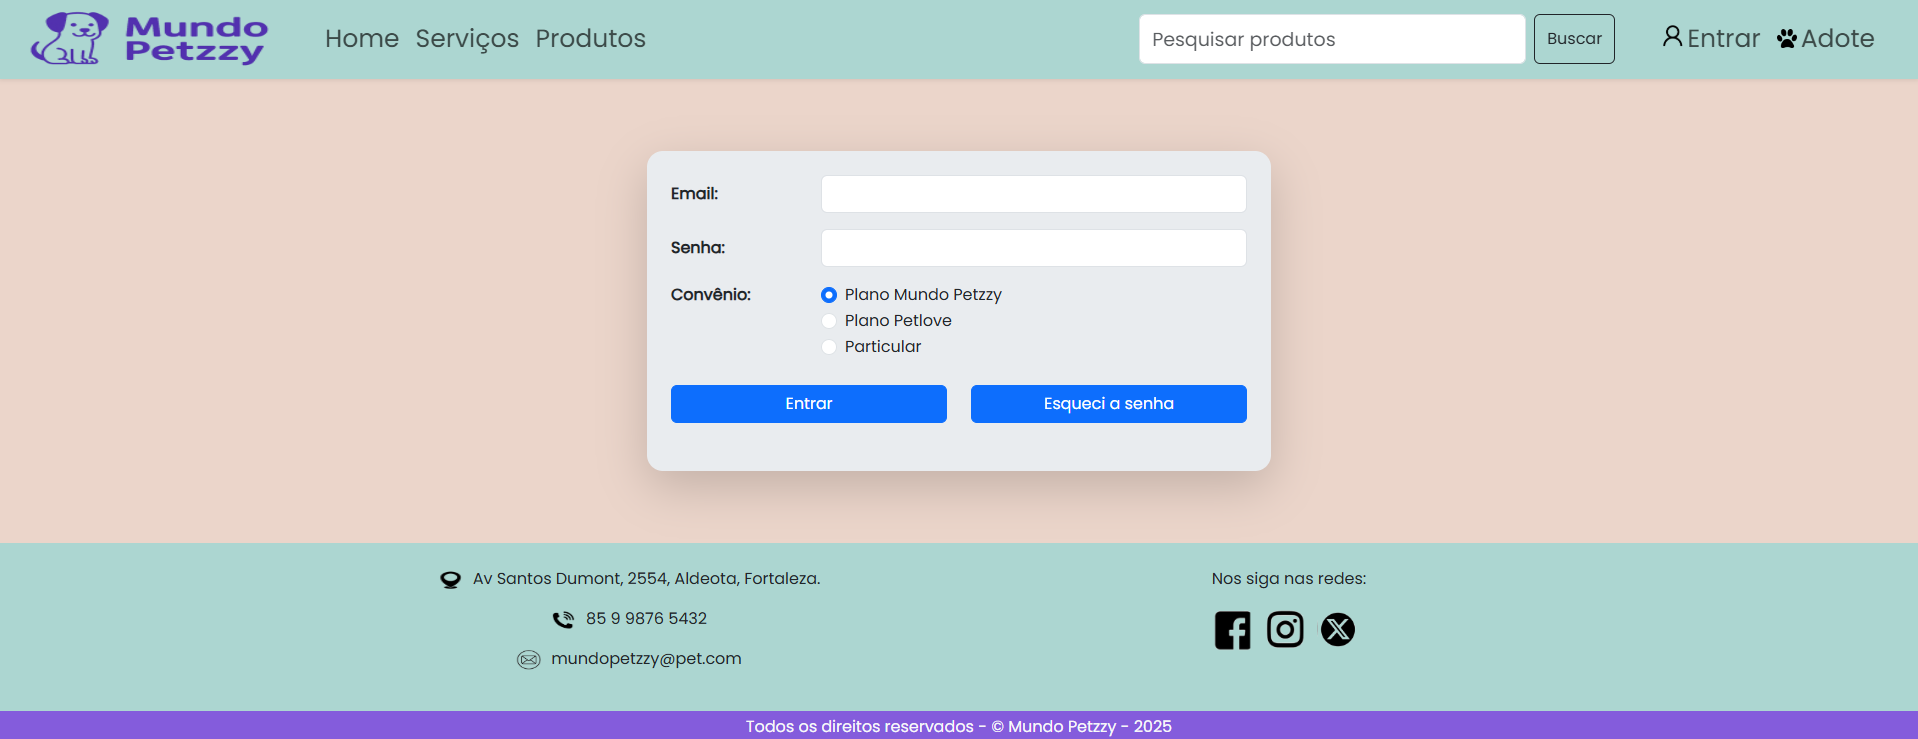 Mundo
Petzzy
Home Serviços Produtos
Pesquisar produtos
Buscar
Entrar
Adote
Email:
Senha:
Convênio:
Plano Mundo Petzzy
Plano Petlove
Particular
Entrar
Esqueci a senha
Av Santos Dumont, 2554, Aldeota, Fortaleza.
85 9 9876 5432
mundopetzzy@pet.com
Nos siga nas redes:
Todos os direitos reservados - © Mundo Petzzy - 2025